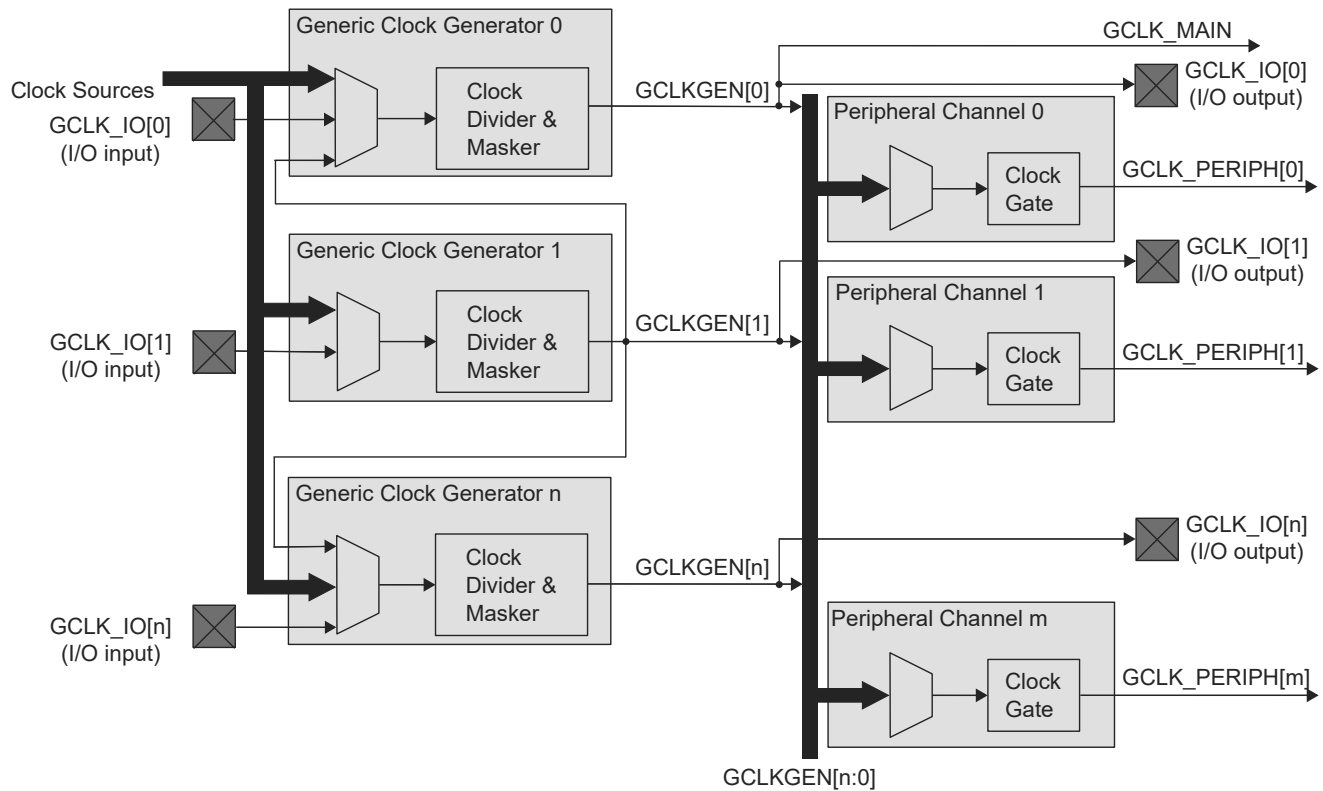 Generic Clock Generator 0
Clock Sources
GCLK_IO[0]
(I/O input)
Clock
Divider &
Masker
GCLKGEN[0]
GCLK_MAIN
GCLK_IO[0]
(I/O output)
Peripheral Channel 0
Clock
Gate
GCLK_PERIPH[0]
Generic Clock Generator 1
GCLK_IO[1]
(I/O input)
Clock
Divider &
Masker
GCLKGEN[1]
GCLK_IO[1]
(I/O output)
Peripheral Channel 1
Clock
Gate
GCLK_PERIPH[1]
Generic Clock Generator n
GCLK_IO[n]
(I/O input)
Clock
Divider &
Masker
GCLKGEN[n]
GCLK_IO[n]
(I/O output)
Peripheral Channel m
Clock
Gate
GCLK_PERIPH[m]
GCLKGEN[n:0]